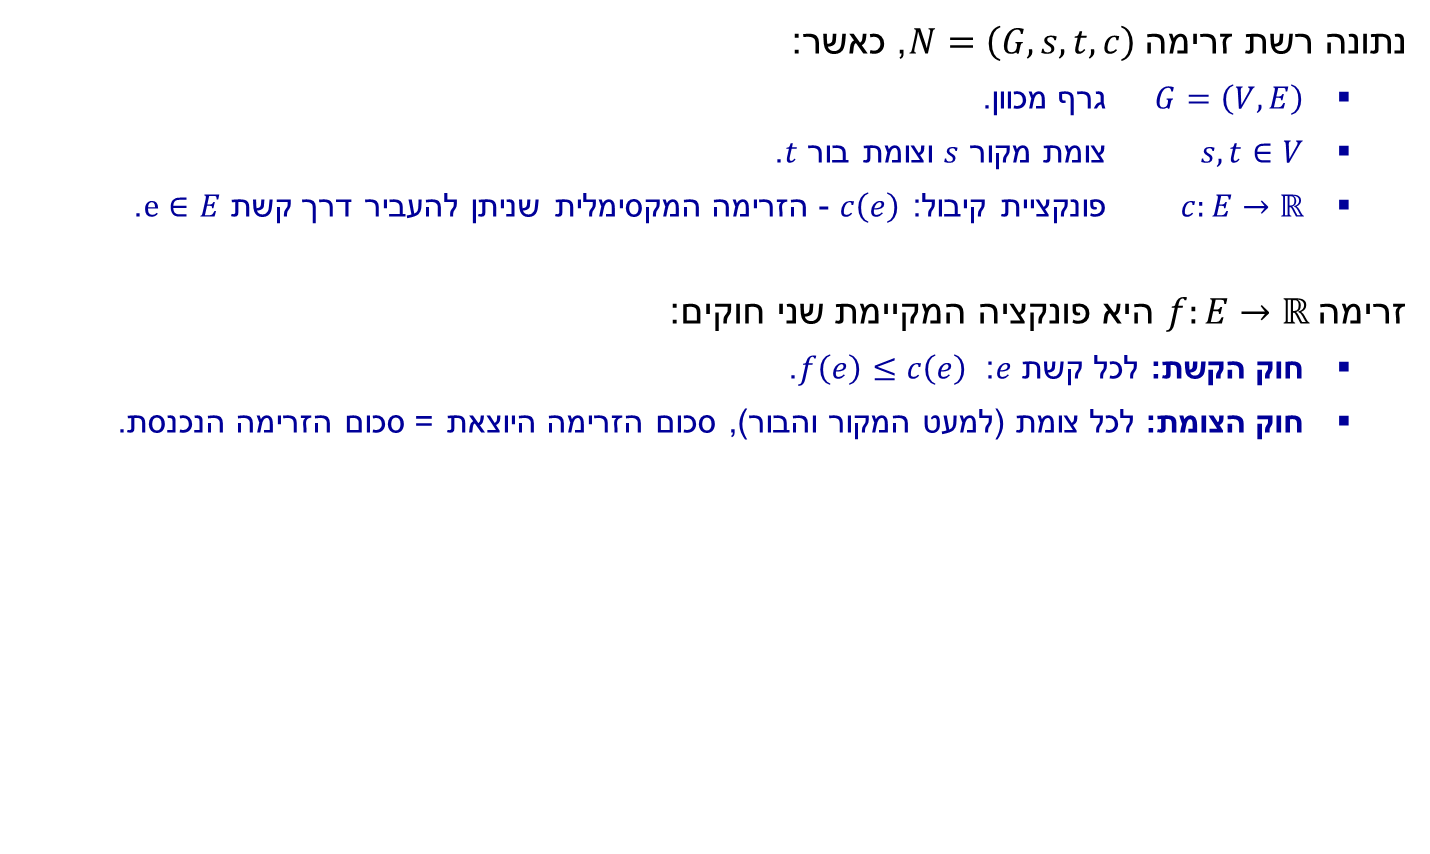 נתונה רשת זרימה N = (G, s, t, c), כאשר:
▪ G = (V, E) גרף מכוון.
▪ s, t ∈ V צומת מקור s וצומת בור t.
▪ c: E → ℝ פונקציית קיבול: c(e) - הזרימה המקסימלית שניתן להעביר דרך קשת e ∈ E.
זרימה f: E → ℝ היא פונקציה המקיימת שני חוקים:
▪ חוק הקשת: לכל קשת e: f(e) ≤ c(e).
▪ חוק הצומת: לכל צומת (למעט המקור והבור), סכום הזרימה היוצאת = סכום הזרימה הנכנסת.